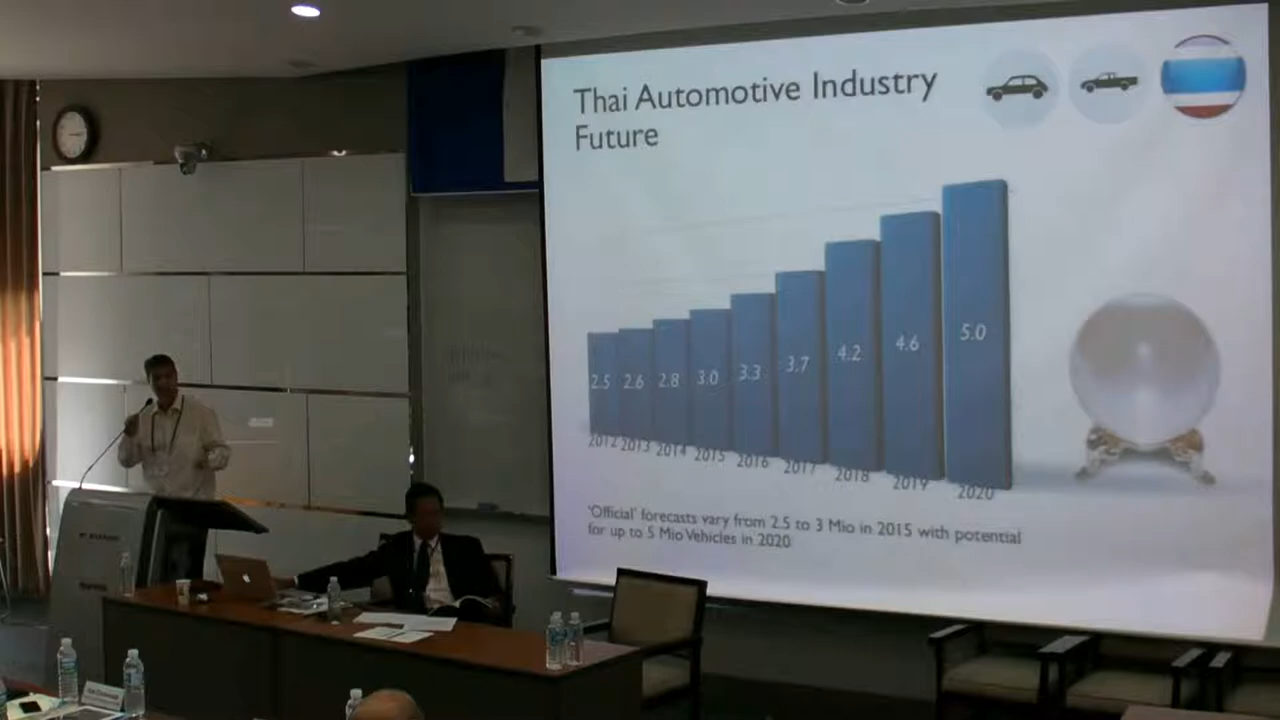 Thai Automotive Industry
Future
2.5 2.6 2.8 3.0 3.3 3.7 4.2 4.6 5.0
2012 2013 2014 2015 2016 2017 2018 2019 2020
'Official' forecasts vary from 2.5 to 3 Mio in 2015 with potential
for up to 5 Mio Vehicles in 2020